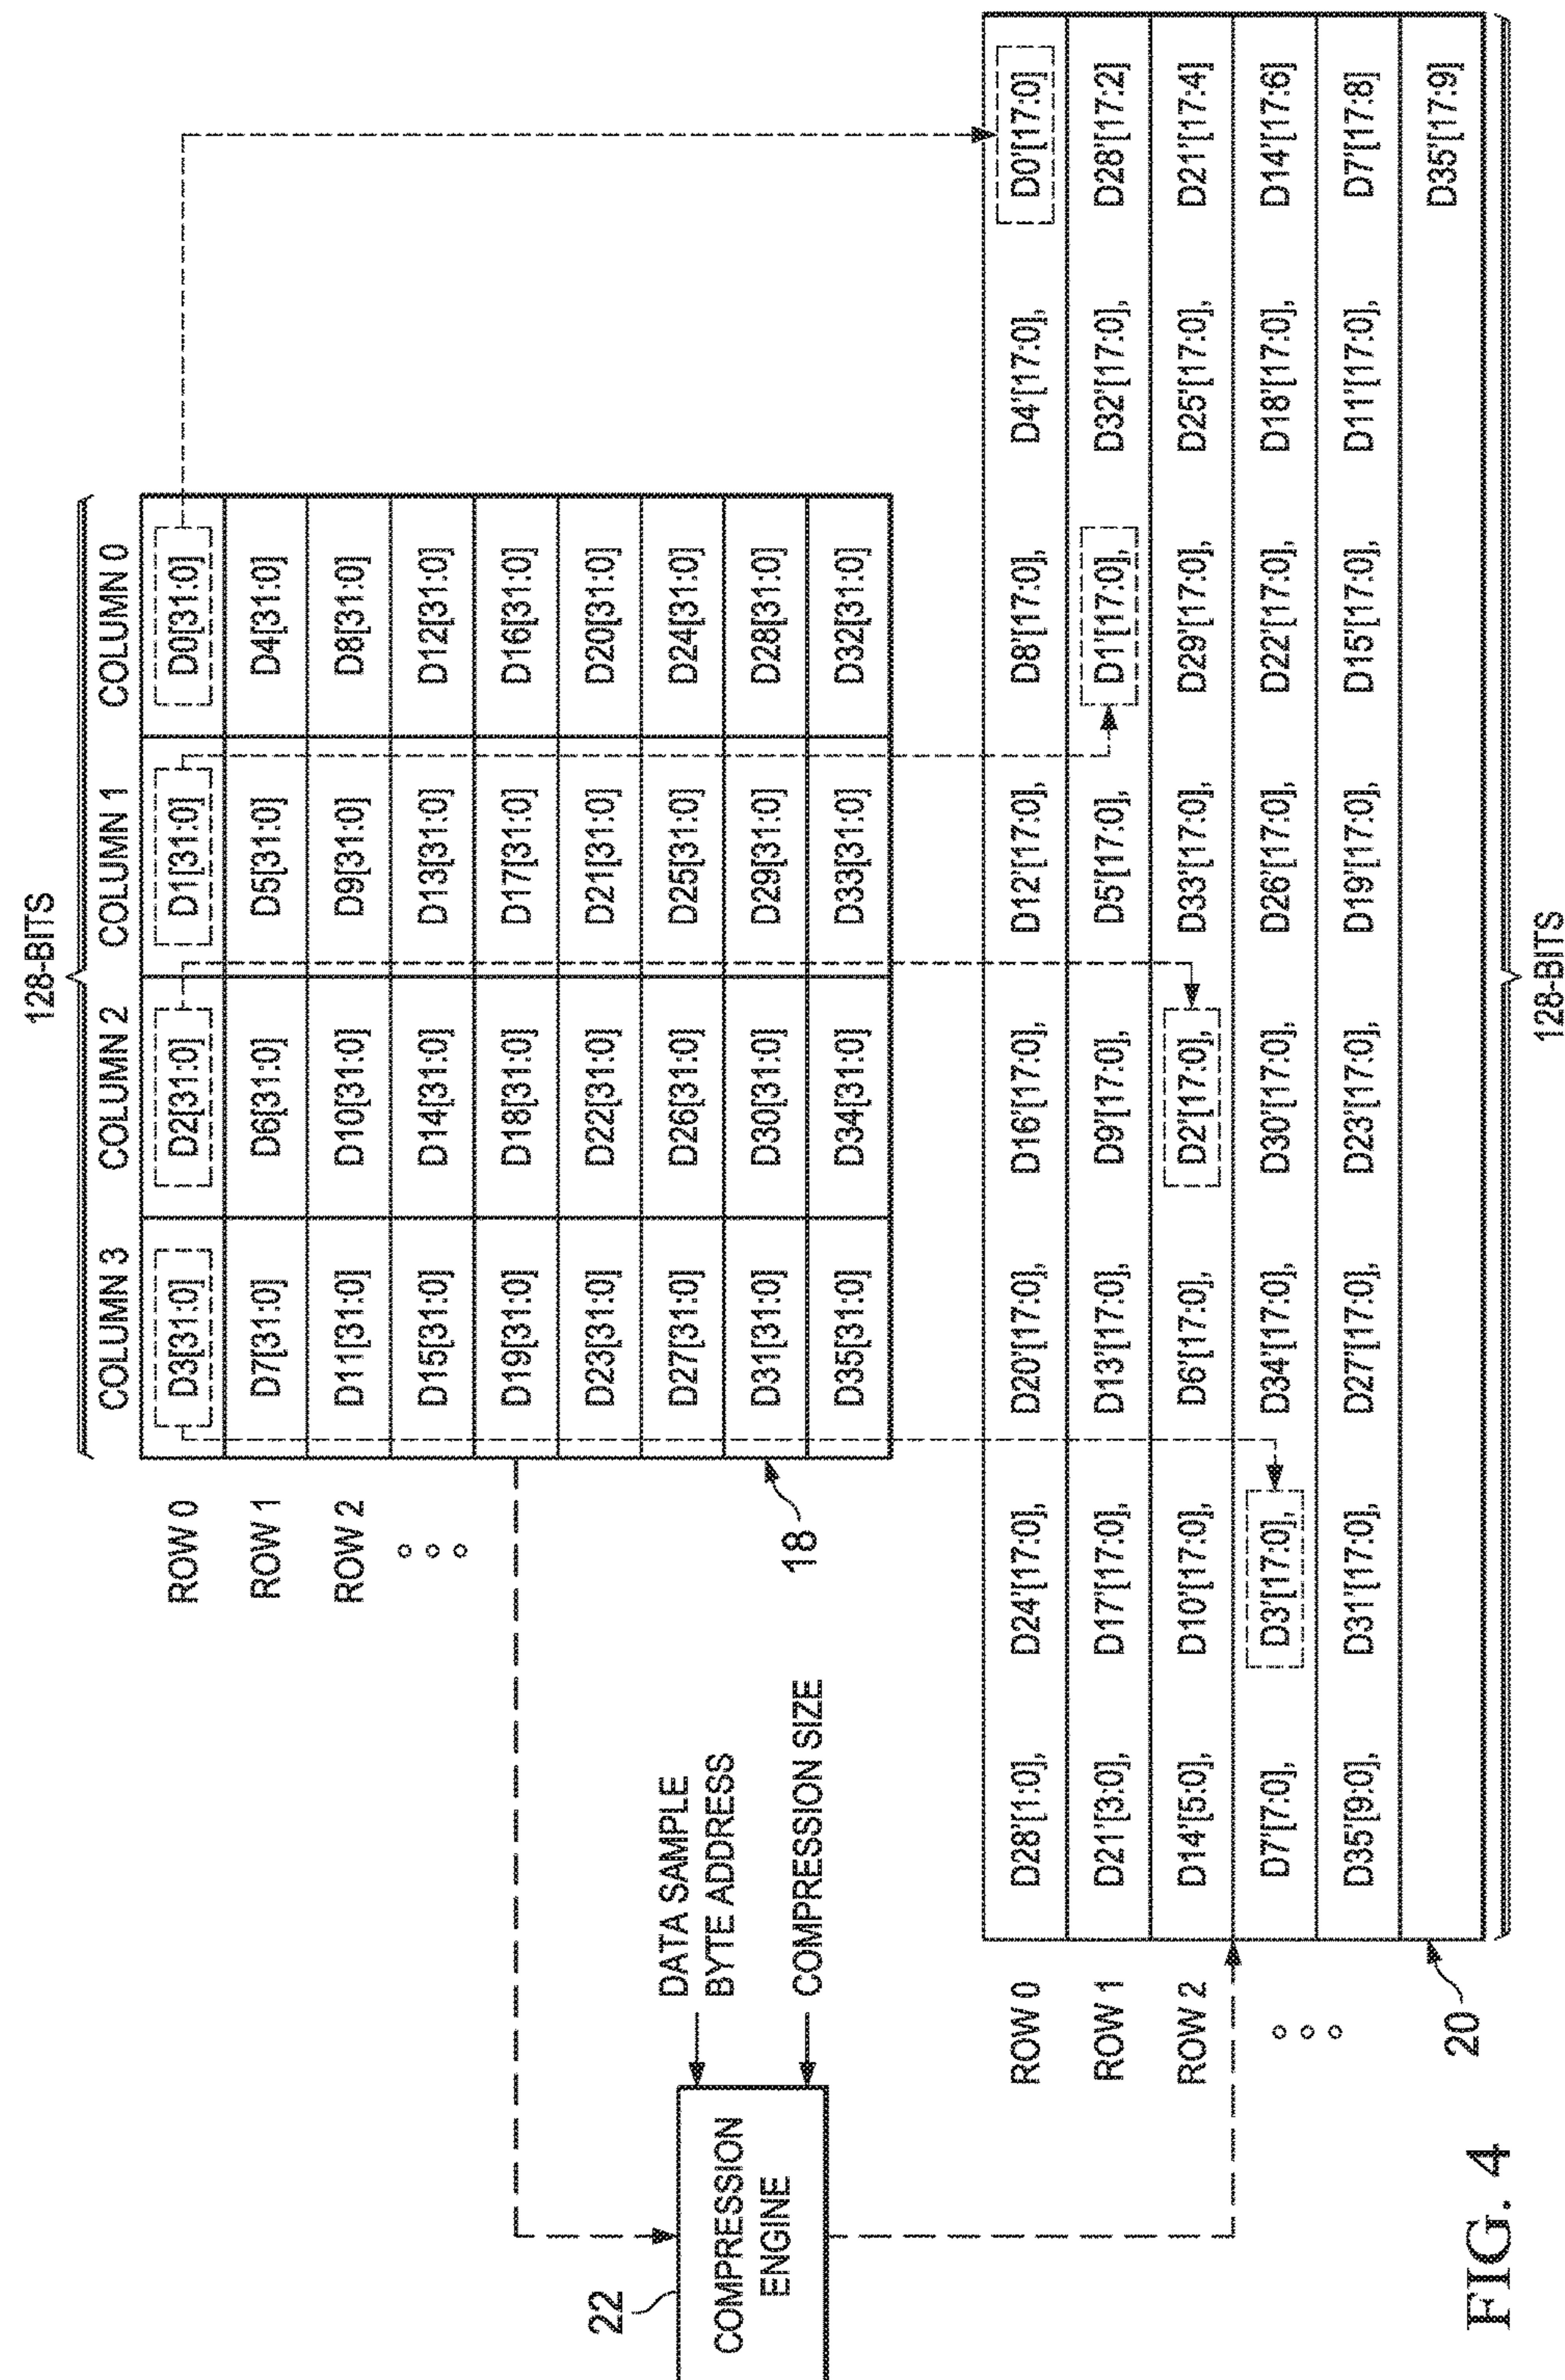 128-BITS
COLUMN 3 COLUMN 2 COLUMN 1 COLUMN 0
ROW 0 D3[31:0] D2[31:0] D1[31:0] D0[31:0]
ROW 1 D7[31:0] D6[31:0] D5[31:0] D4[31:0]
ROW 2 D11[31:0] D10[31:0] D9[31:0] D8[31:0]
D15[31:0] D14[31:0] D13[31:0] D12[31:0]
D19[31:0] D18[31:0] D17[31:0] D16[31:0]
D23[31:0] D22[31:0] D21[31:0] D20[31:0]
D27[31:0] D26[31:0] D25[31:0] D24[31:0]
D31[31:0] D30[31:0] D29[31:0] D28[31:0]
D35[31:0] D34[31:0] D33[31:0] D32[31:0]
18
22
COMPRESSION
ENGINE
DATA SAMPLE
BYTE ADDRESS
COMPRESSION SIZE
ROW 0 D28'[1:0], D24'[17:0], D20'[17:0], D16'[17:0], D12'[17:0], D8'[17:0], D4'[17:0], D0'[17:0]
ROW 1 D21'[3:0], D17'[17:0], D13'[17:0], D9'[17:0], D5'[17:0], D1'[17:0], D32'[17:0], D28'[17:2]
ROW 2 D14'[5:0], D10'[17:0], D6'[17:0], D2'[17:0], D33'[17:0], D29'[17:0], D25'[17:0], D21'[17:4]
D7'[7:0], D3'[17:0], D34'[17:0], D30'[17:0], D26'[17:0], D22'[17:0], D18'[17:0], D14'[17:6]
D35'[9:0], D31'[17:0], D27'[17:0], D23'[17:0], D19'[17:0], D15'[17:0], D11'[17:0], D7'[17:8]
D35'[17:9]
20
128-BITS
FIG. 4